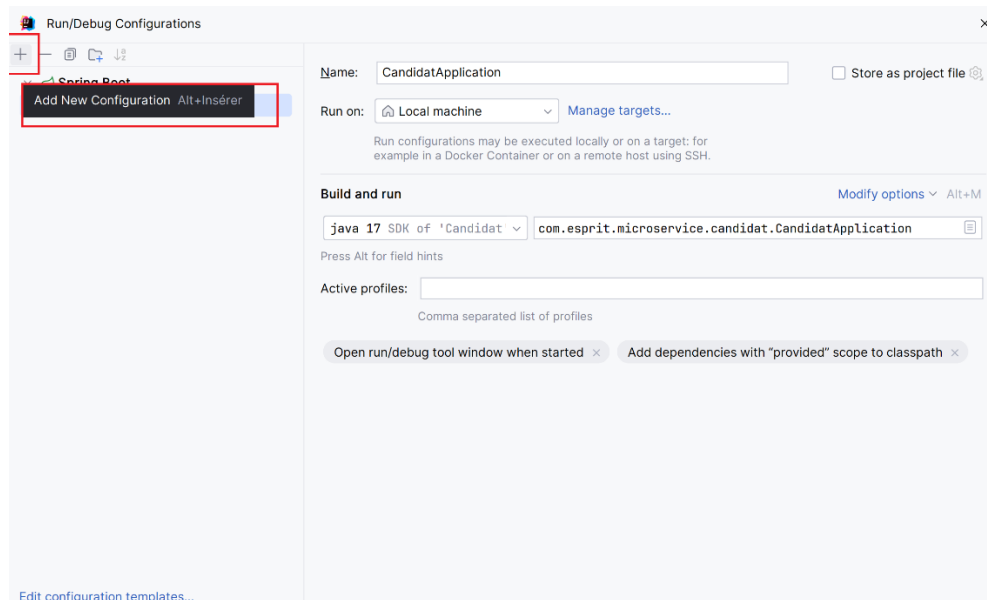 Run/Debug Configurations
Spring Boot
Add New Configuration Alt+Insérer
Name: CandidatApplication
Store as project file
Run on: Local machine
Manage targets...
Run configurations may be executed locally or on a target: for
example in a Docker Container or on a remote host using SSH.
Build and run
Modify options Alt+M
java 17 SDK of 'Candidat
com.esprit.microservice.candidat.CandidatApplication
Press Alt for field hints
Active profiles:
Comma separated list of profiles
Open run/debug tool window when started
Add dependencies with “provided” scope to classpath
Edit configuration templates...